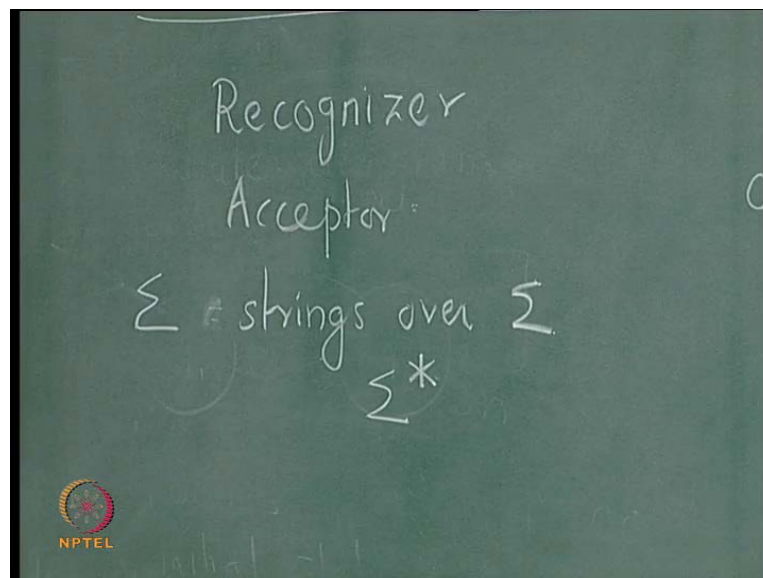 Recognizer
Acceptor
Σ strings over Σ
Σ*
NPTEL